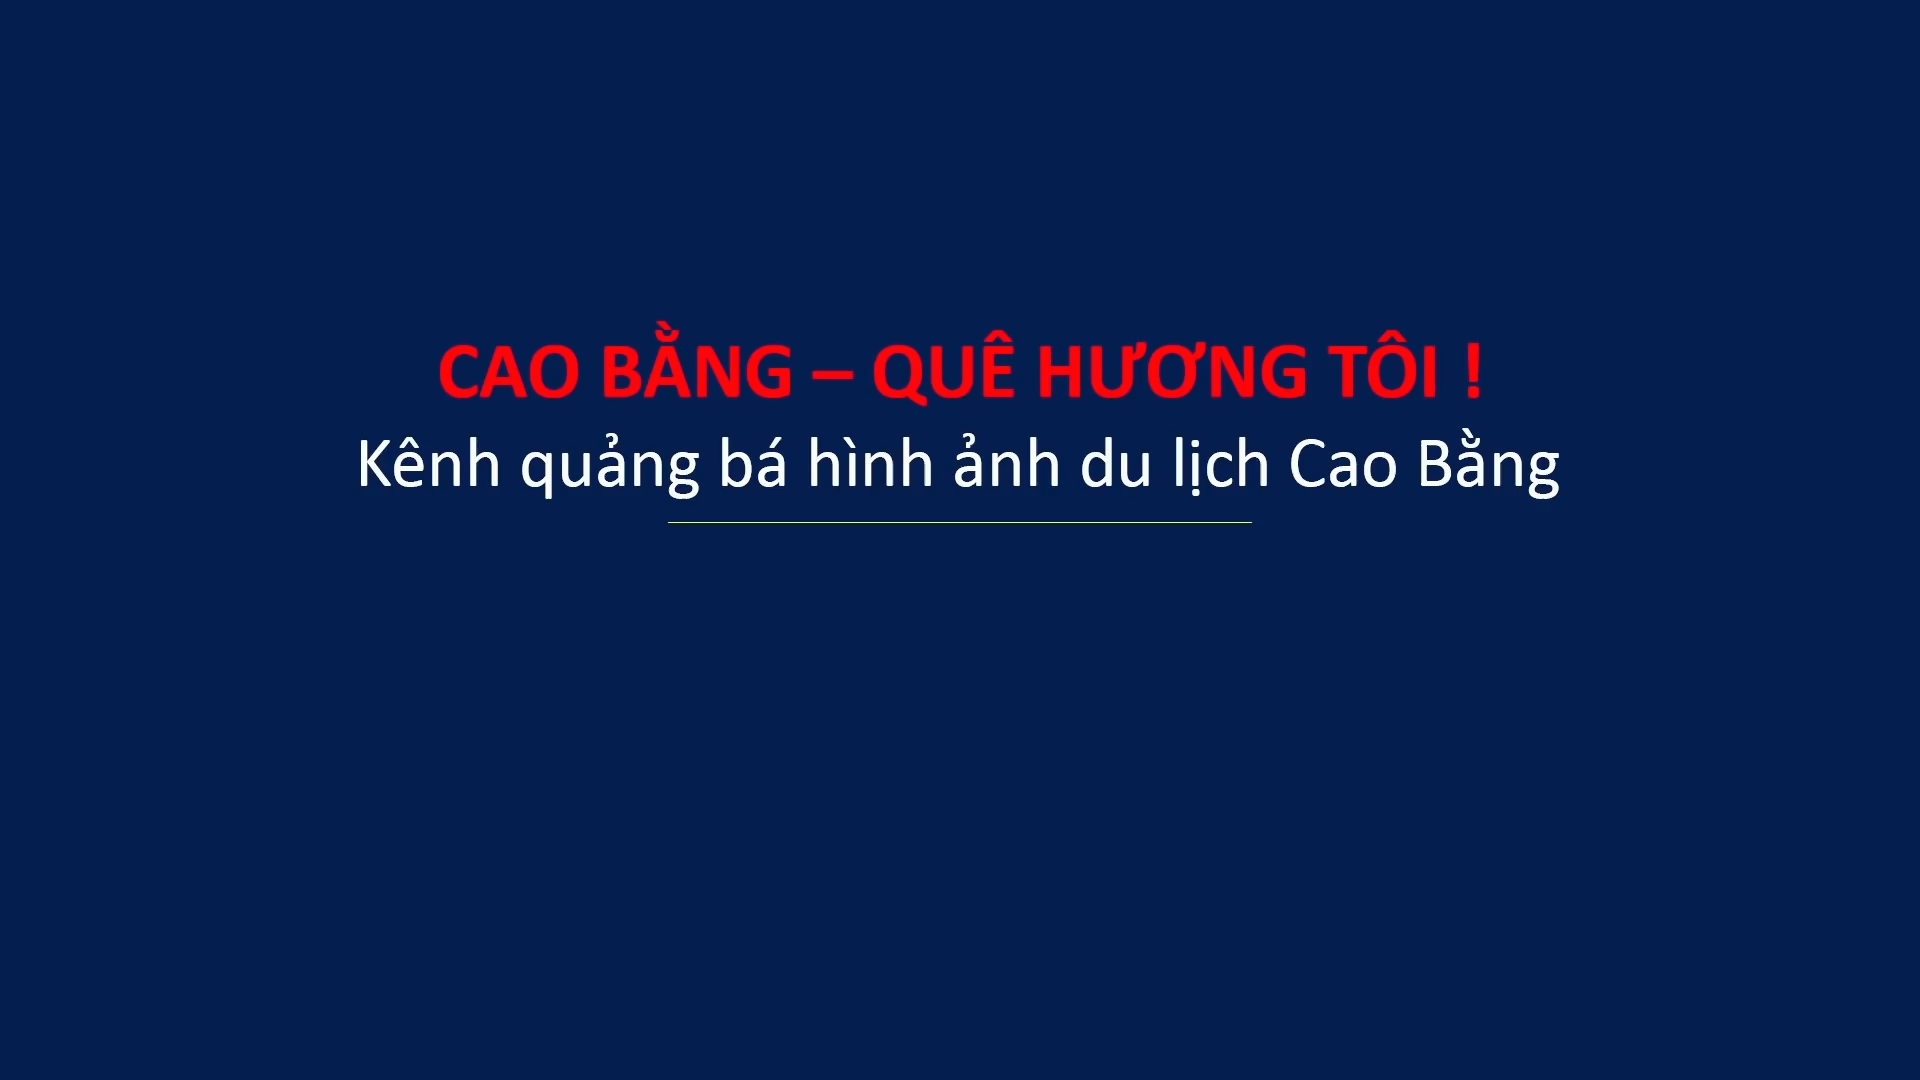 CAO BẰNG – QUÊ HƯƠNG TÔI !
Kênh quảng bá hình ảnh du lịch Cao Bằng